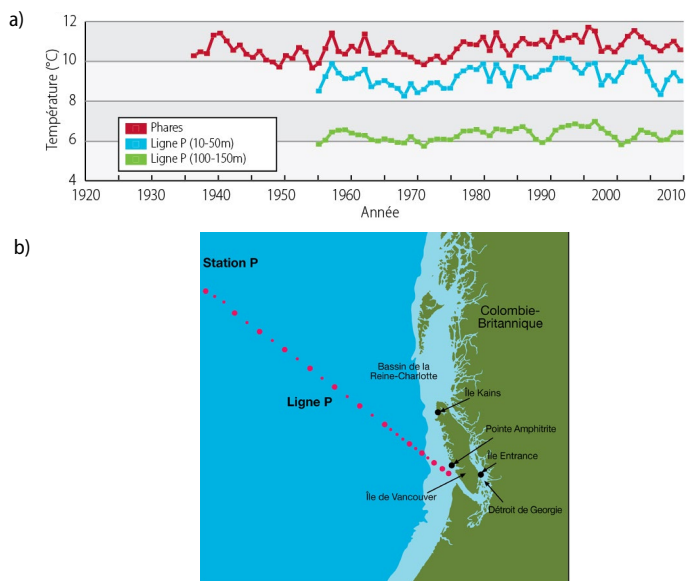 a)
Température (°C)
12
10
8
6
4
Phares
Ligne P (10-50m)
Ligne P (100-150m)
1920 1930 1940 1950 1960 1970 1980 1990 2000 2010
Année
b)
Station P
Colombie-
Britannique
Bassin de la
Reine-Charlotte
Île Kains
Ligne P
Pointe Amphitrite
Île Entrance
Île de Vancouver
Détroit de Georgie